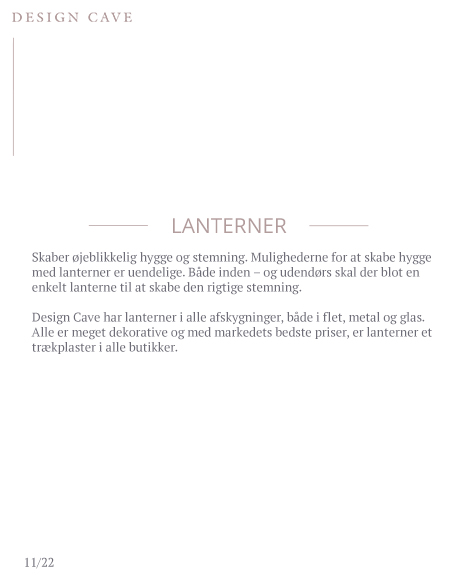 DESIGN CAVE
LANTERNER
Skaber øjeblikkelig hygge og stemning. Mulighederne for at skabe hygge
med lanterner er uendelige. Både inden – og udendørs skal der blot en
enkelt lanterne til at skabe den rigtige stemning.
Design Cave har lanterner i alle afskygninger, både i flet, metal og glas.
Alle er meget dekorative og med markedets bedste priser, er lanterner et
trækplaster i alle butikker.
11/22